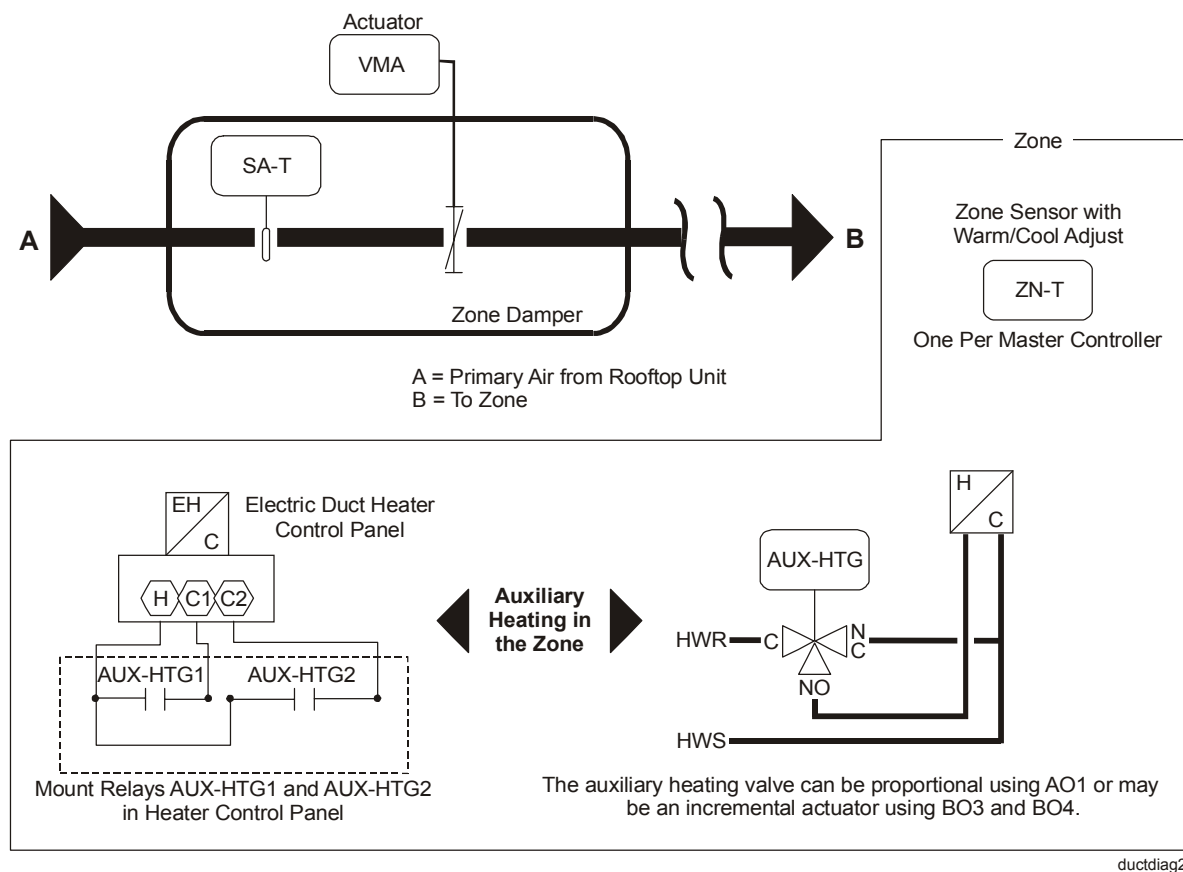 Actuator
VMA
SA-T
A
B
Zone Damper
A = Primary Air from Rooftop Unit
B = To Zone
Zone
Zone Sensor with
Warm/Cool Adjust
ZN-T
One Per Master Controller
EH
C
Electric Duct Heater
Control Panel
H
C1
C2
AUX-HTG1
AUX-HTG2
Mount Relays AUX-HTG1 and AUX-HTG2
in Heater Control Panel
Auxiliary
Heating in
the Zone
H
C
AUX-HTG
HWR
C
N
C
NO
HWS
The auxiliary heating valve can be proportional using AO1 or may
be an incremental actuator using BO3 and BO4.
ductdiag2